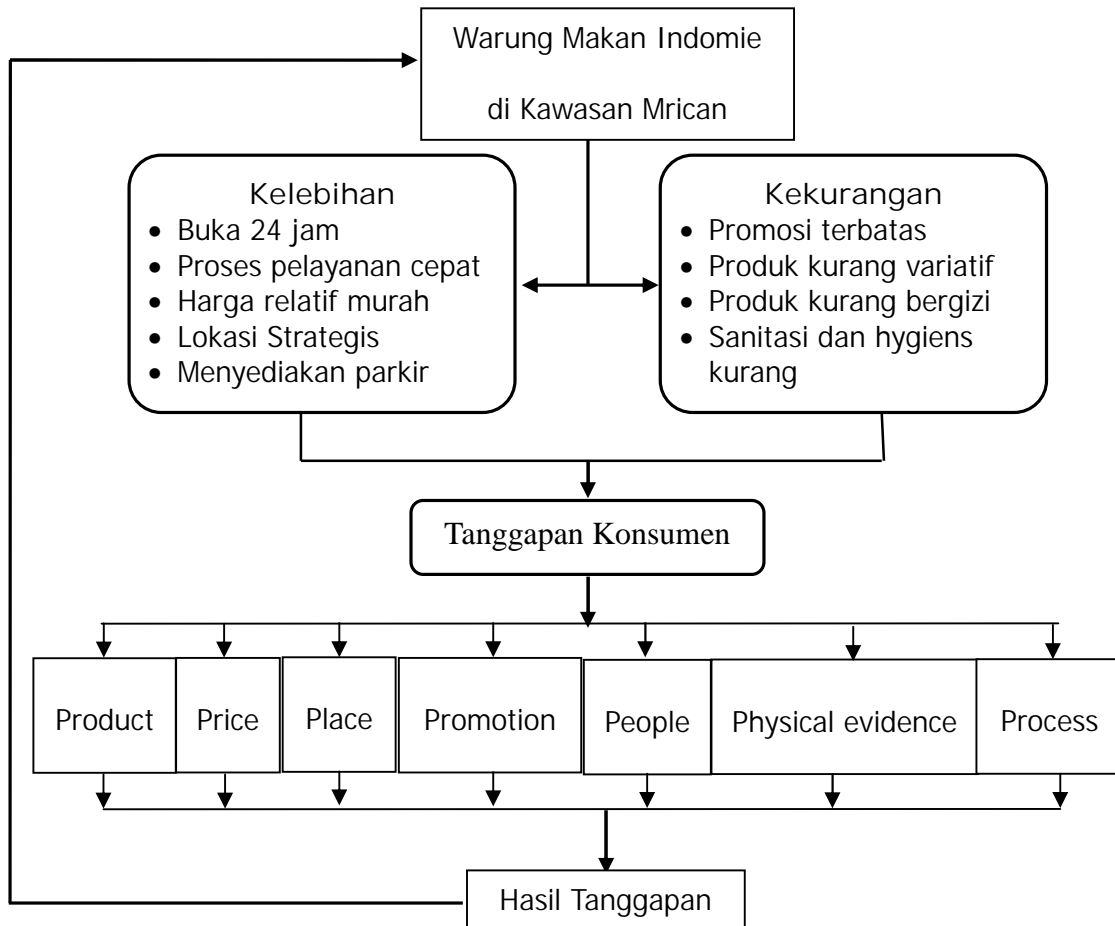 Warung Makan Indomie
di Kawasan Mrican
Kelebihan
• Buka 24 jam
• Proses pelayanan cepat
• Harga relatif murah
• Lokasi Strategis
• Menyediakan parkir
Kekurangan
• Promosi terbatas
• Produk kurang variatif
• Produk kurang bergizi
• Sanitasi dan hygiens
kurang
Tanggapan Konsumen
Product
Price
Place
Promotion
People
Physical evidence
Process
Hasil Tanggapan